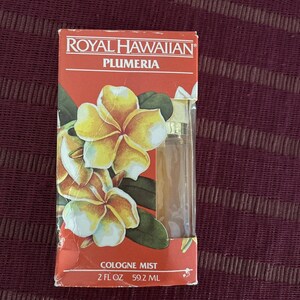 ROYAL HAWAIIAN
PLUMERIA
COLOGNE MIST
2 FL OZ 59.2 ML